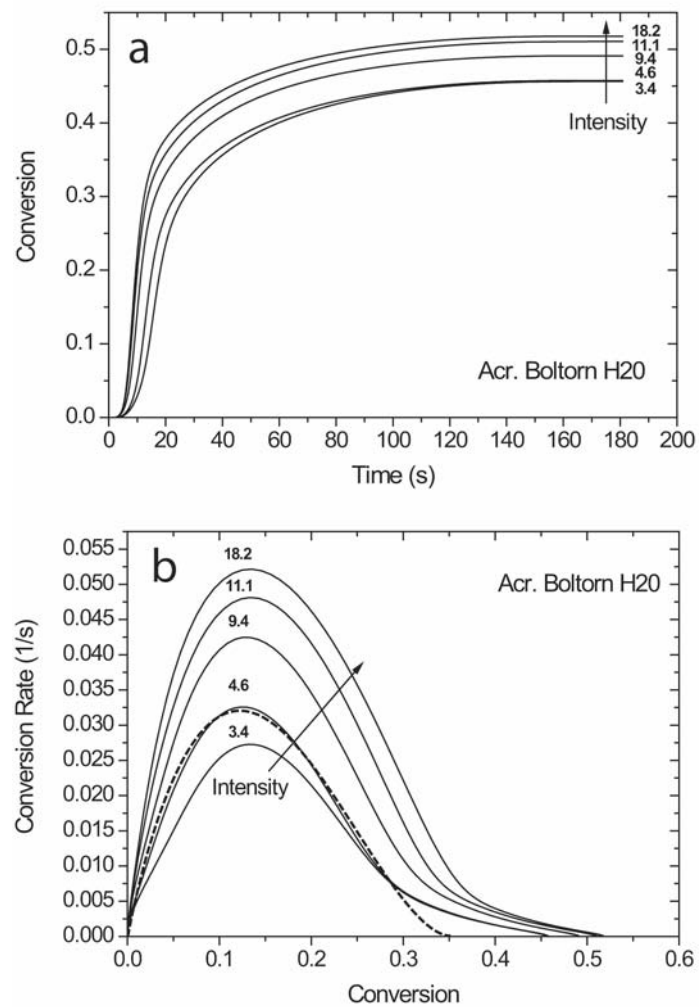 a
0.5
0.4
0.3
0.2
0.1
0.0
Conversion
18.2
11.1
9.4
4.6
3.4
Intensity
Acr. Boltorn H20
0 20 40 60 80 100 120 140 160 180 200
Time (s)
b
0.055
0.050
0.045
0.040
0.035
0.030
0.025
0.020
0.015
0.010
0.005
0.000
Conversion Rate (1/s)
18.2
11.1
9.4
4.6
3.4
Intensity
Acr. Boltorn H20
0.0 0.1 0.2 0.3 0.4 0.5 0.6
Conversion